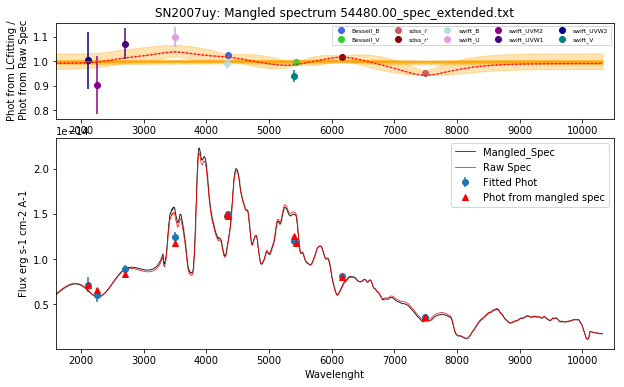 SN2007uy: Mangled spectrum 54480.00_spec_extended.txt
Phot from LCfitting /
Phot from Raw Spec
1.1
1.0
0.9
0.8
Bessell_B
Bessell_V
sdss_i'
sdss_r'
swift_B
swift_U
swift_UVM2
swift_UVW1
swift_UVW2
swift_V
2000 3000 4000 5000 6000 7000 8000 9000 10000
1e−14
Flux erg s-1 cm-2 A-1
2.0
1.5
1.0
0.5
Mangled_Spec
Raw Spec
Fitted Phot
Phot from mangled spec
2000 3000 4000 5000 6000 7000 8000 9000 10000
Wavelenght